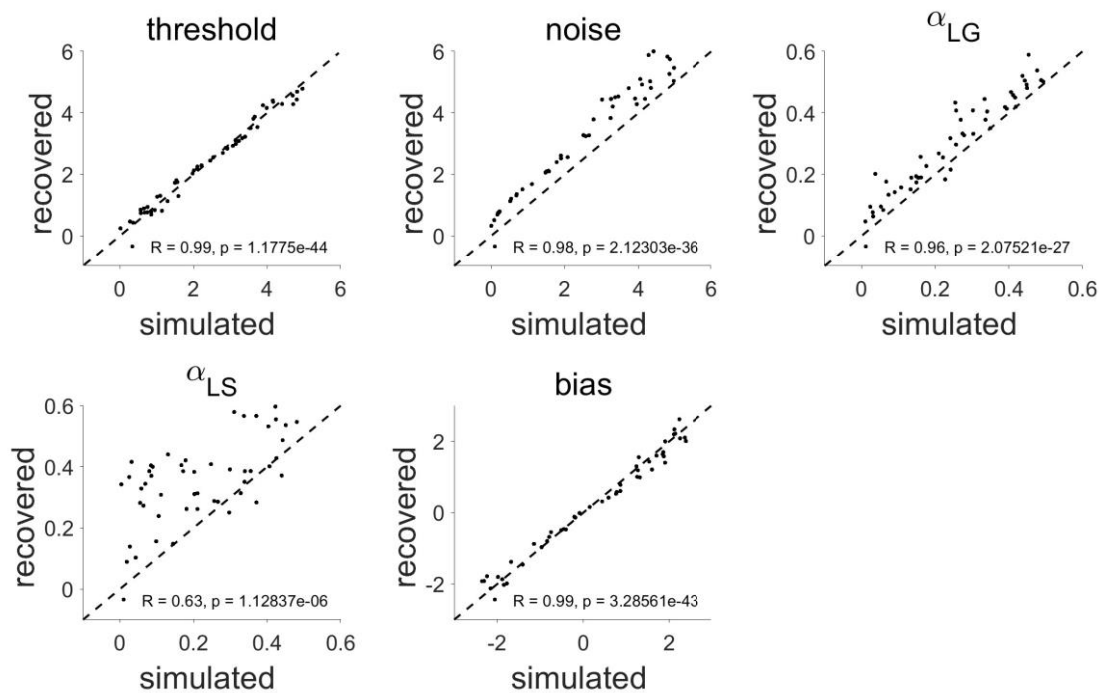 threshold
6
4
2
0
recovered
R = 0.99, p = 1.1775e-44
0 2 4 6
simulated
noise
6
4
2
0
recovered
R = 0.98, p = 2.12303e-36
0 2 4 6
simulated
α_LG
0.6
0.4
0.2
0
recovered
R = 0.96, p = 2.07521e-27
0 0.2 0.4 0.6
simulated
α_LS
0.6
0.4
0.2
0
recovered
R = 0.63, p = 1.12837e-06
0 0.2 0.4 0.6
simulated
bias
2
0
-2
recovered
R = 0.99, p = 3.28561e-43
-2 0 2
simulated